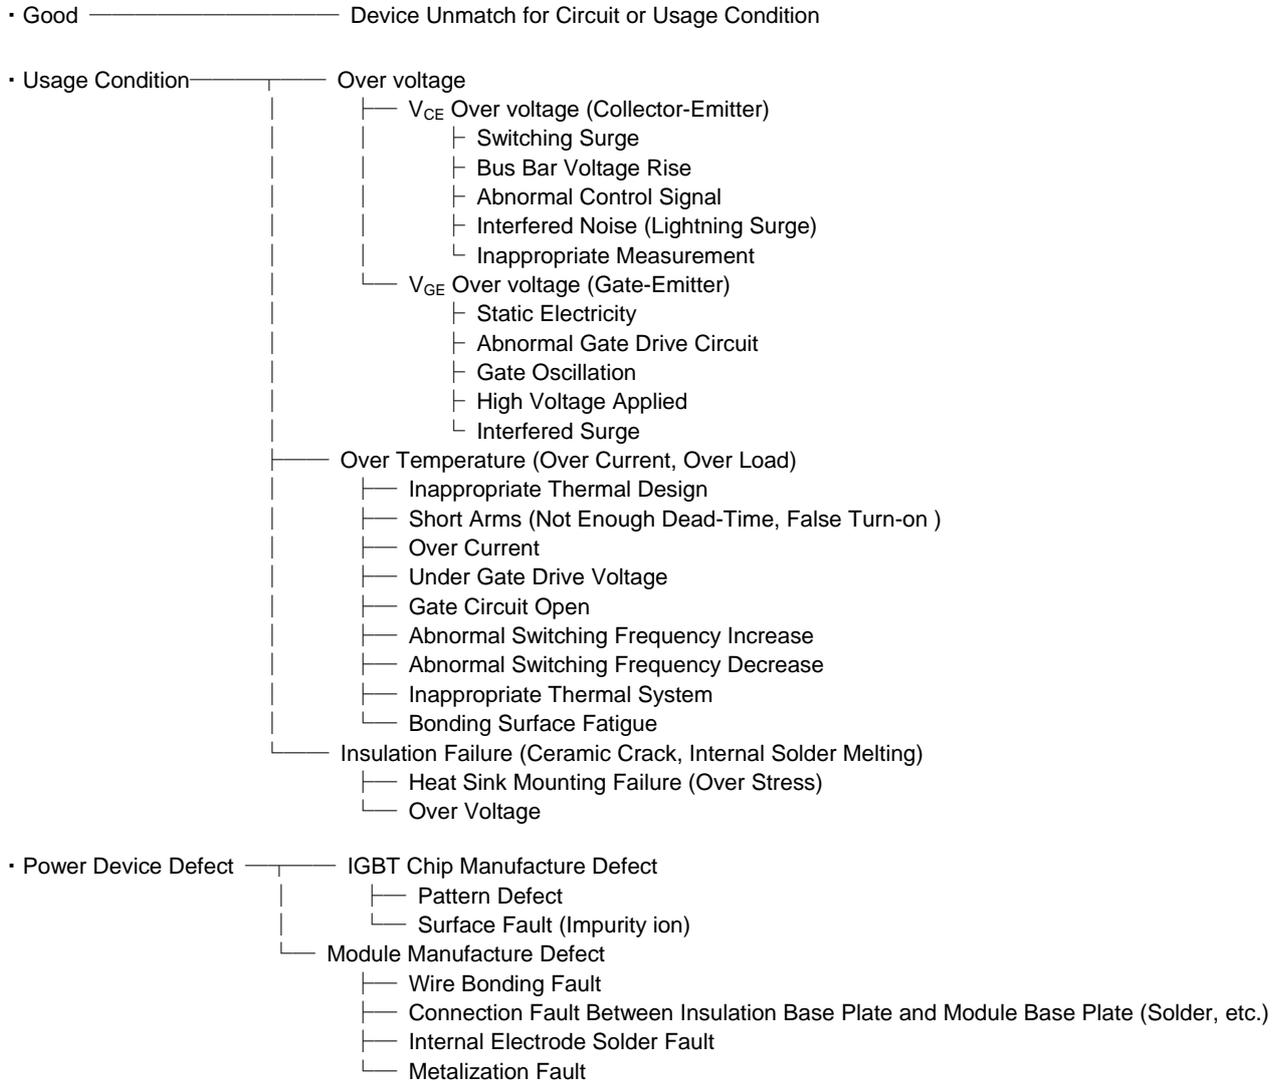 ・Good Device Unmatch for Circuit or Usage Condition
・Usage Condition Over voltage
VCE Over voltage (Collector-Emitter)
Switching Surge
Bus Bar Voltage Rise
Abnormal Control Signal
Interfered Noise (Lightning Surge)
Inappropriate Measurement
VGE Over voltage (Gate-Emitter)
Static Electricity
Abnormal Gate Drive Circuit
Gate Oscillation
High Voltage Applied
Interfered Surge
Over Temperature (Over Current, Over Load)
Inappropriate Thermal Design
Short Arms (Not Enough Dead-Time, False Turn-on )
Over Current
Under Gate Drive Voltage
Gate Circuit Open
Abnormal Switching Frequency Increase
Abnormal Switching Frequency Decrease
Inappropriate Thermal System
Bonding Surface Fatigue
Insulation Failure (Ceramic Crack, Internal Solder Melting)
Heat Sink Mounting Failure (Over Stress)
Over Voltage
・Power Device Defect IGBT Chip Manufacture Defect
Pattern Defect
Surface Fault (Impurity ion)
Module Manufacture Defect
Wire Bonding Fault
Connection Fault Between Insulation Base Plate and Module Base Plate (Solder, etc.)
Internal Electrode Solder Fault
Metalization Fault